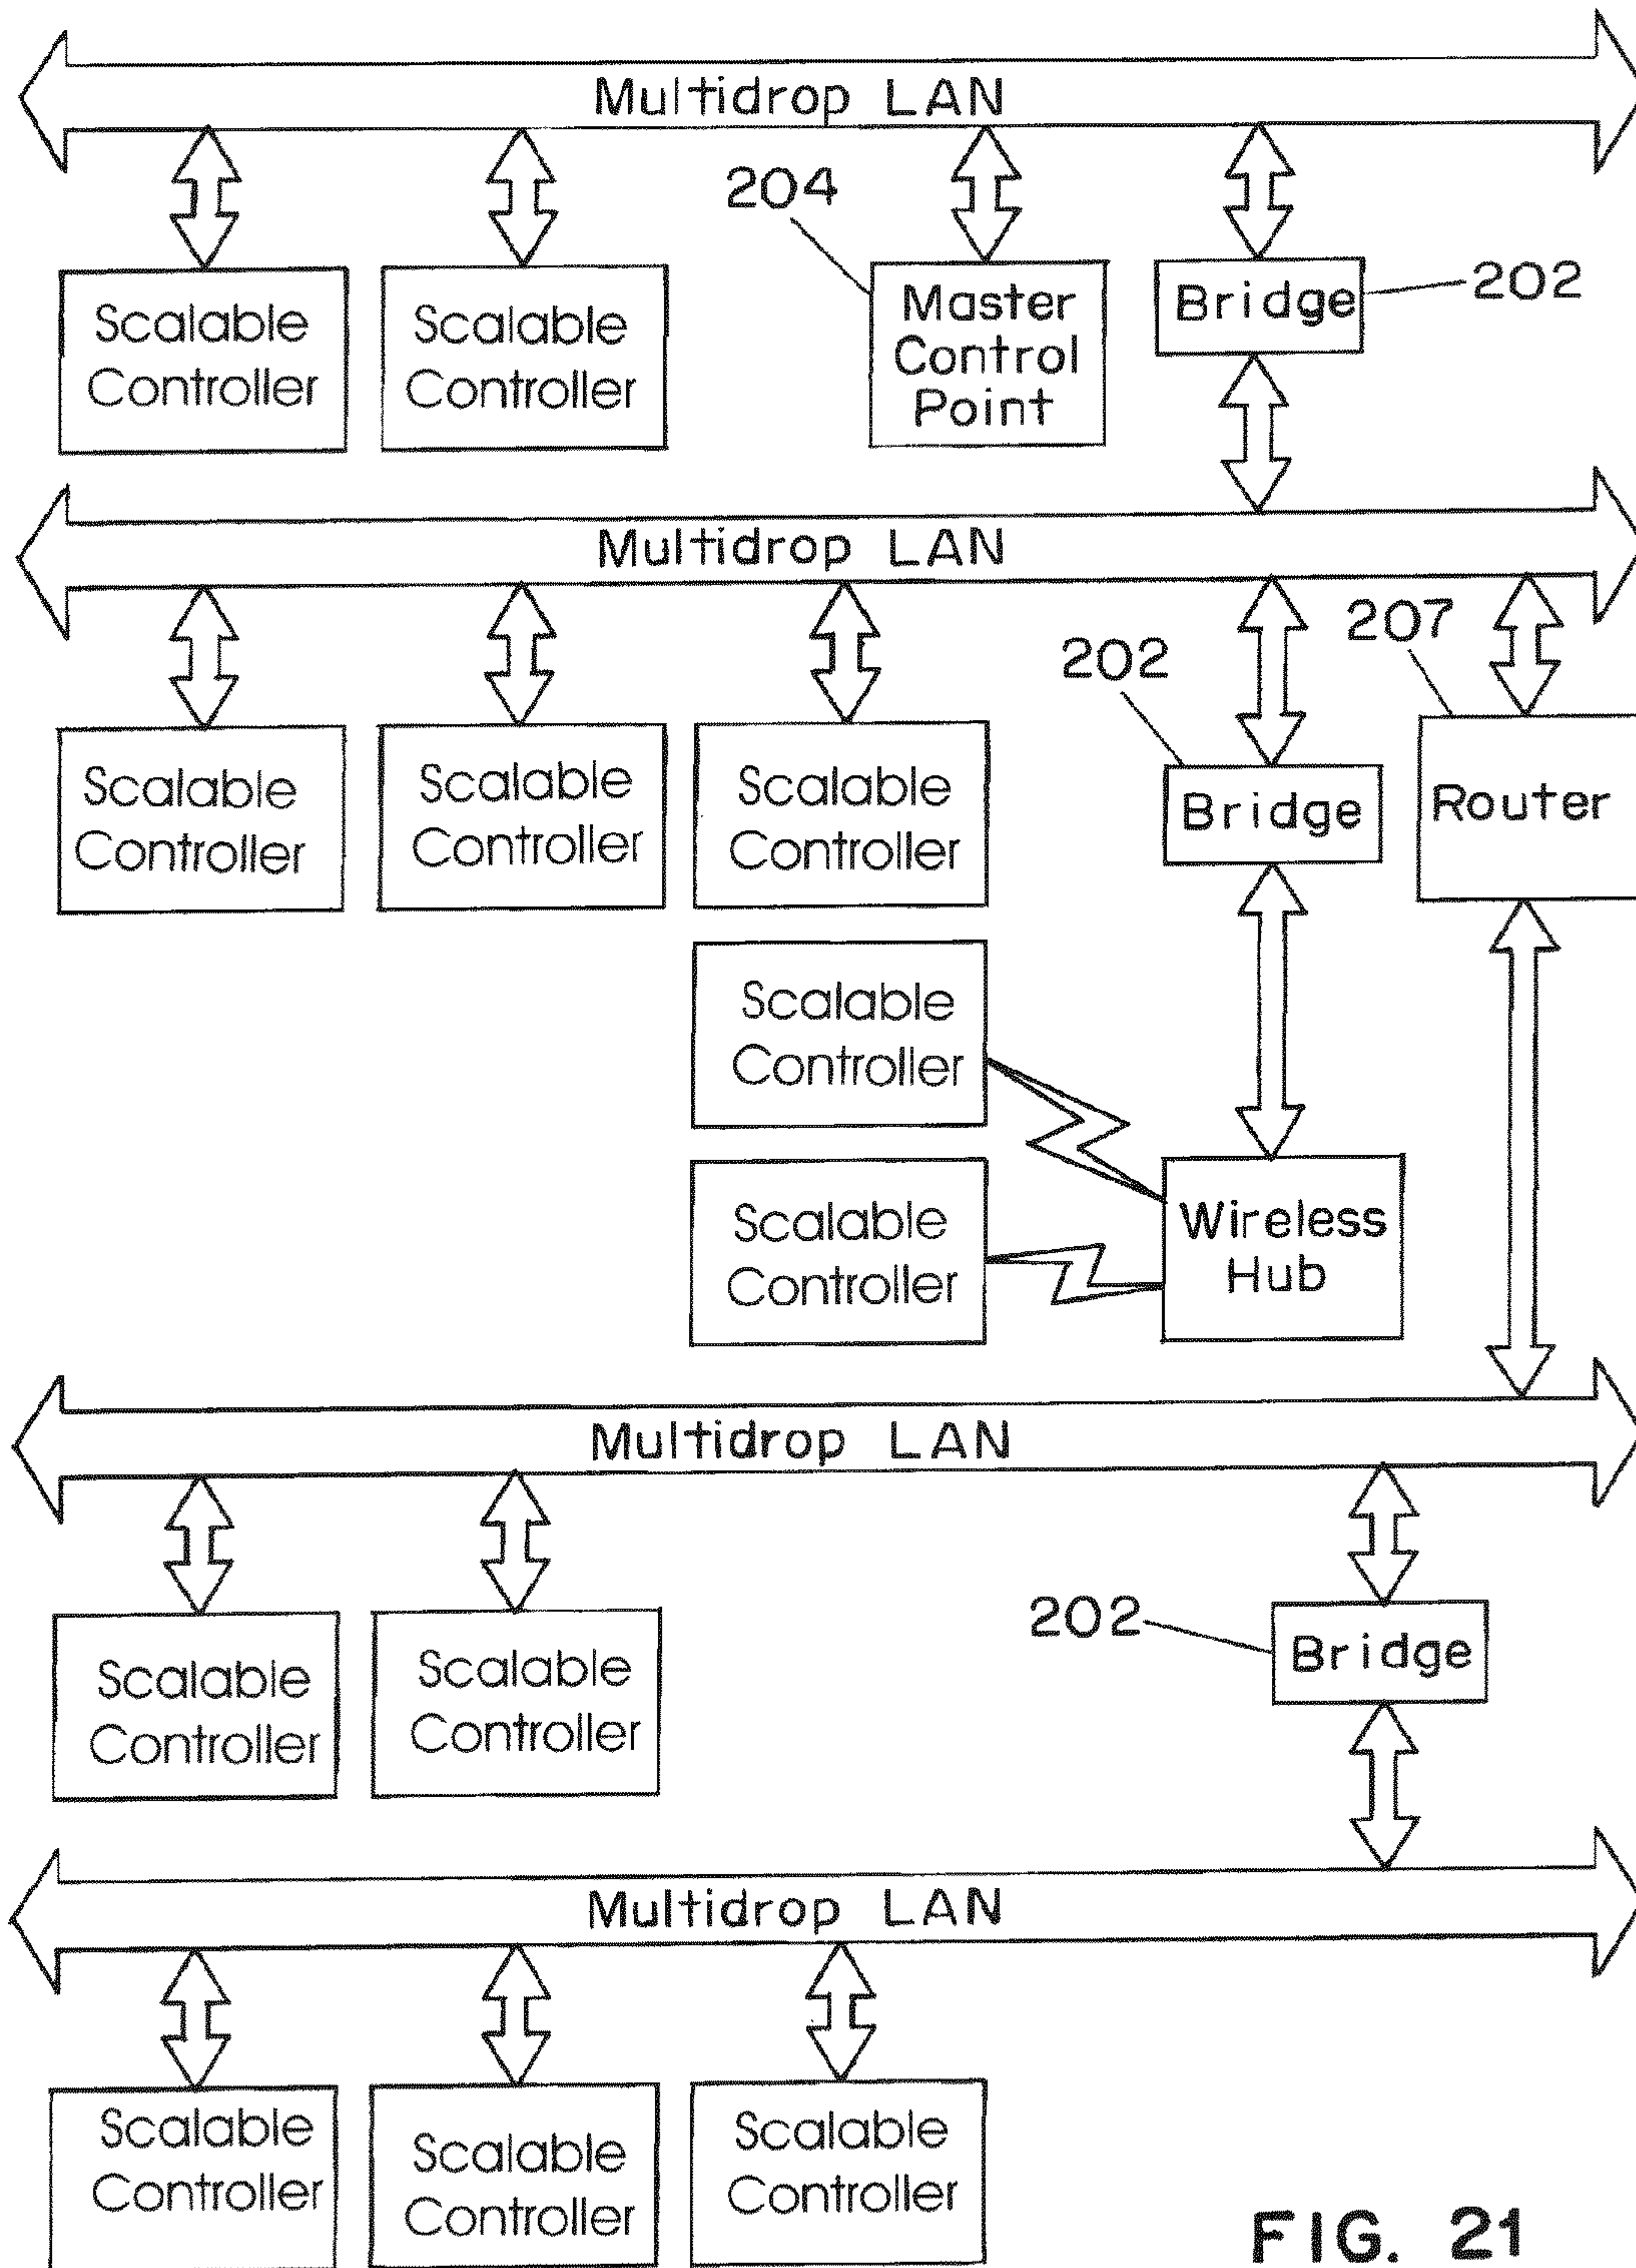 Multidrop LAN
204
202
Scalable
Controller
Scalable
Controller
Master
Control
Point
Bridge
Multidrop LAN
202
207
Scalable
Controller
Scalable
Controller
Scalable
Controller
Bridge
Router
Scalable
Controller
Scalable
Controller
Wireless
Hub
Multidrop LAN
202
Scalable
Controller
Scalable
Controller
Bridge
Multidrop LAN
Scalable
Controller
Scalable
Controller
Scalable
Controller
FIG. 21